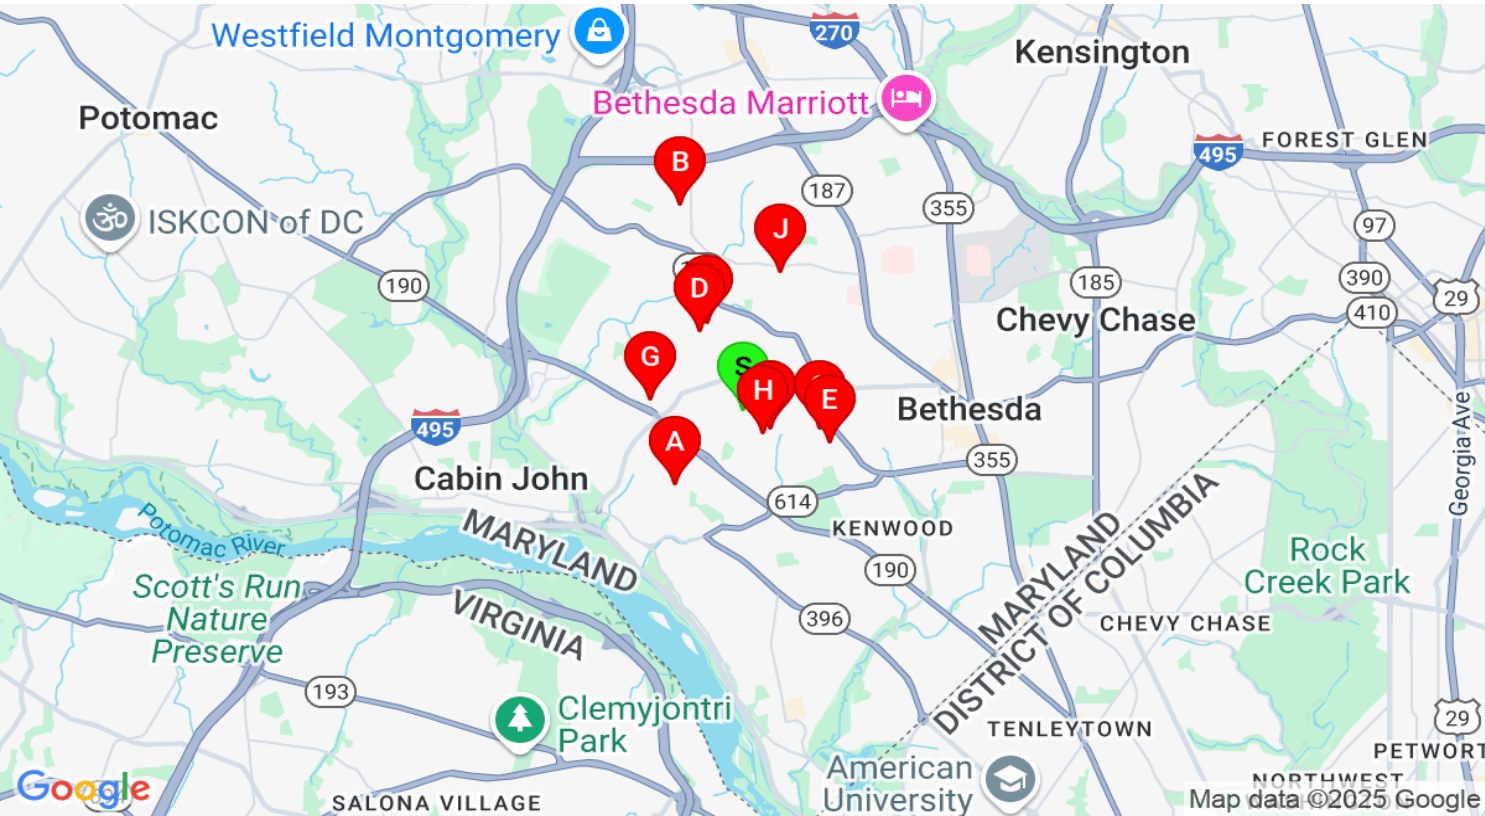 Westfield Montgomery
270
Kensington
Bethesda Marriott
Potomac
FOREST GLEN
495
B
187
355
ISKCON of DC
J
97
190
D
185
390
29
410
Chevy Chase
G
S
H
E
Bethesda
495
A
355
Georgia Ave
Cabin John
614
KENWOOD
Potomac River
MARYLAND
VIRGINIA
MARYLAND
DISTRICT OF COLUMBIA
Rock
Creek Park
190
Scott's Run
Nature
Preserve
396
CHEVY CHASE
193
Clemyjontri
Park
29
TENLEYTOWN
PETWORT
American
University
NORTHWEST
Google
SALONA VILLAGE
Map data ©2025 Google